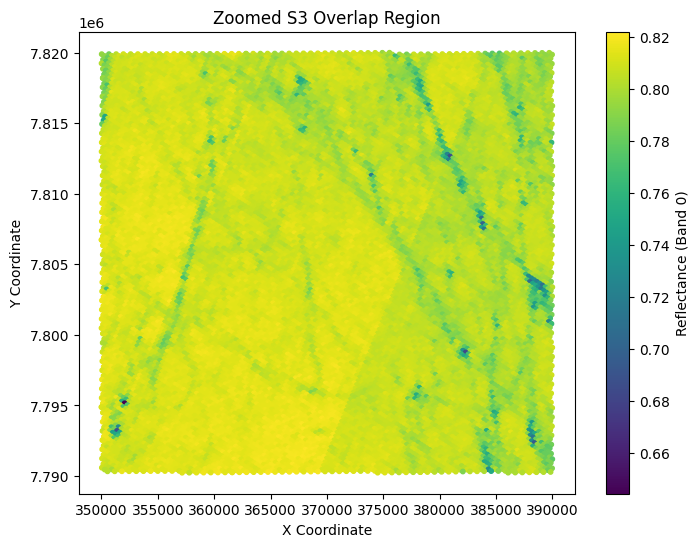 Zoomed S3 Overlap Region
1e6
7.820
7.815
7.810
7.805
7.800
7.795
7.790
Y Coordinate
350000 355000 360000 365000 370000 375000 380000 385000 390000
X Coordinate
0.82
0.80
0.78
0.76
0.74
0.72
0.70
0.68
0.66
Reflectance (Band 0)